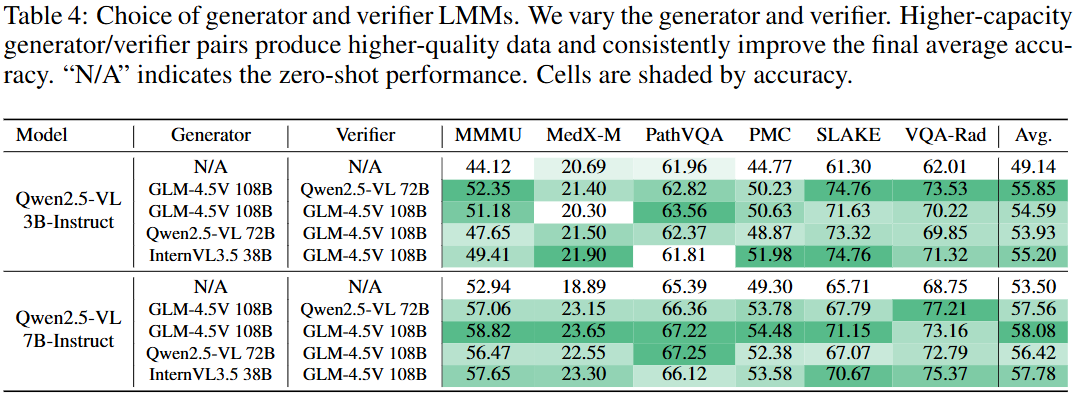 Table 4: Choice of generator and verifier LMMs. We vary the generator and verifier. Higher-capacity
generator/verifier pairs produce higher-quality data and consistently improve the final average accu-
racy. “N/A” indicates the zero-shot performance. Cells are shaded by accuracy.
Model Generator Verifier MMMU MedX-M PathVQA PMC SLAKE VQA-Rad Avg.
Qwen2.5-VL
3B-Instruct
N/A N/A 44.12 20.69 61.96 44.77 61.30 62.01 49.14
GLM-4.5V 108B Qwen2.5-VL 72B 52.35 21.40 62.82 50.23 74.76 73.53 55.85
GLM-4.5V 108B GLM-4.5V 108B 51.18 20.30 63.56 50.63 71.63 70.22 54.59
Qwen2.5-VL 72B GLM-4.5V 108B 47.65 21.50 62.37 48.87 73.32 69.85 53.93
InternVL3.5 38B GLM-4.5V 108B 49.41 21.90 61.81 51.98 74.76 71.32 55.20
Qwen2.5-VL
7B-Instruct
N/A N/A 52.94 18.89 65.39 49.30 65.71 68.75 53.50
GLM-4.5V 108B Qwen2.5-VL 72B 57.06 23.15 66.36 53.78 67.79 77.21 57.56
GLM-4.5V 108B GLM-4.5V 108B 58.82 23.65 67.22 54.48 71.15 73.16 58.08
Qwen2.5-VL 72B GLM-4.5V 108B 56.47 22.55 67.25 52.38 67.07 72.79 56.42
InternVL3.5 38B GLM-4.5V 108B 57.65 23.30 66.12 53.58 70.67 75.37 57.78